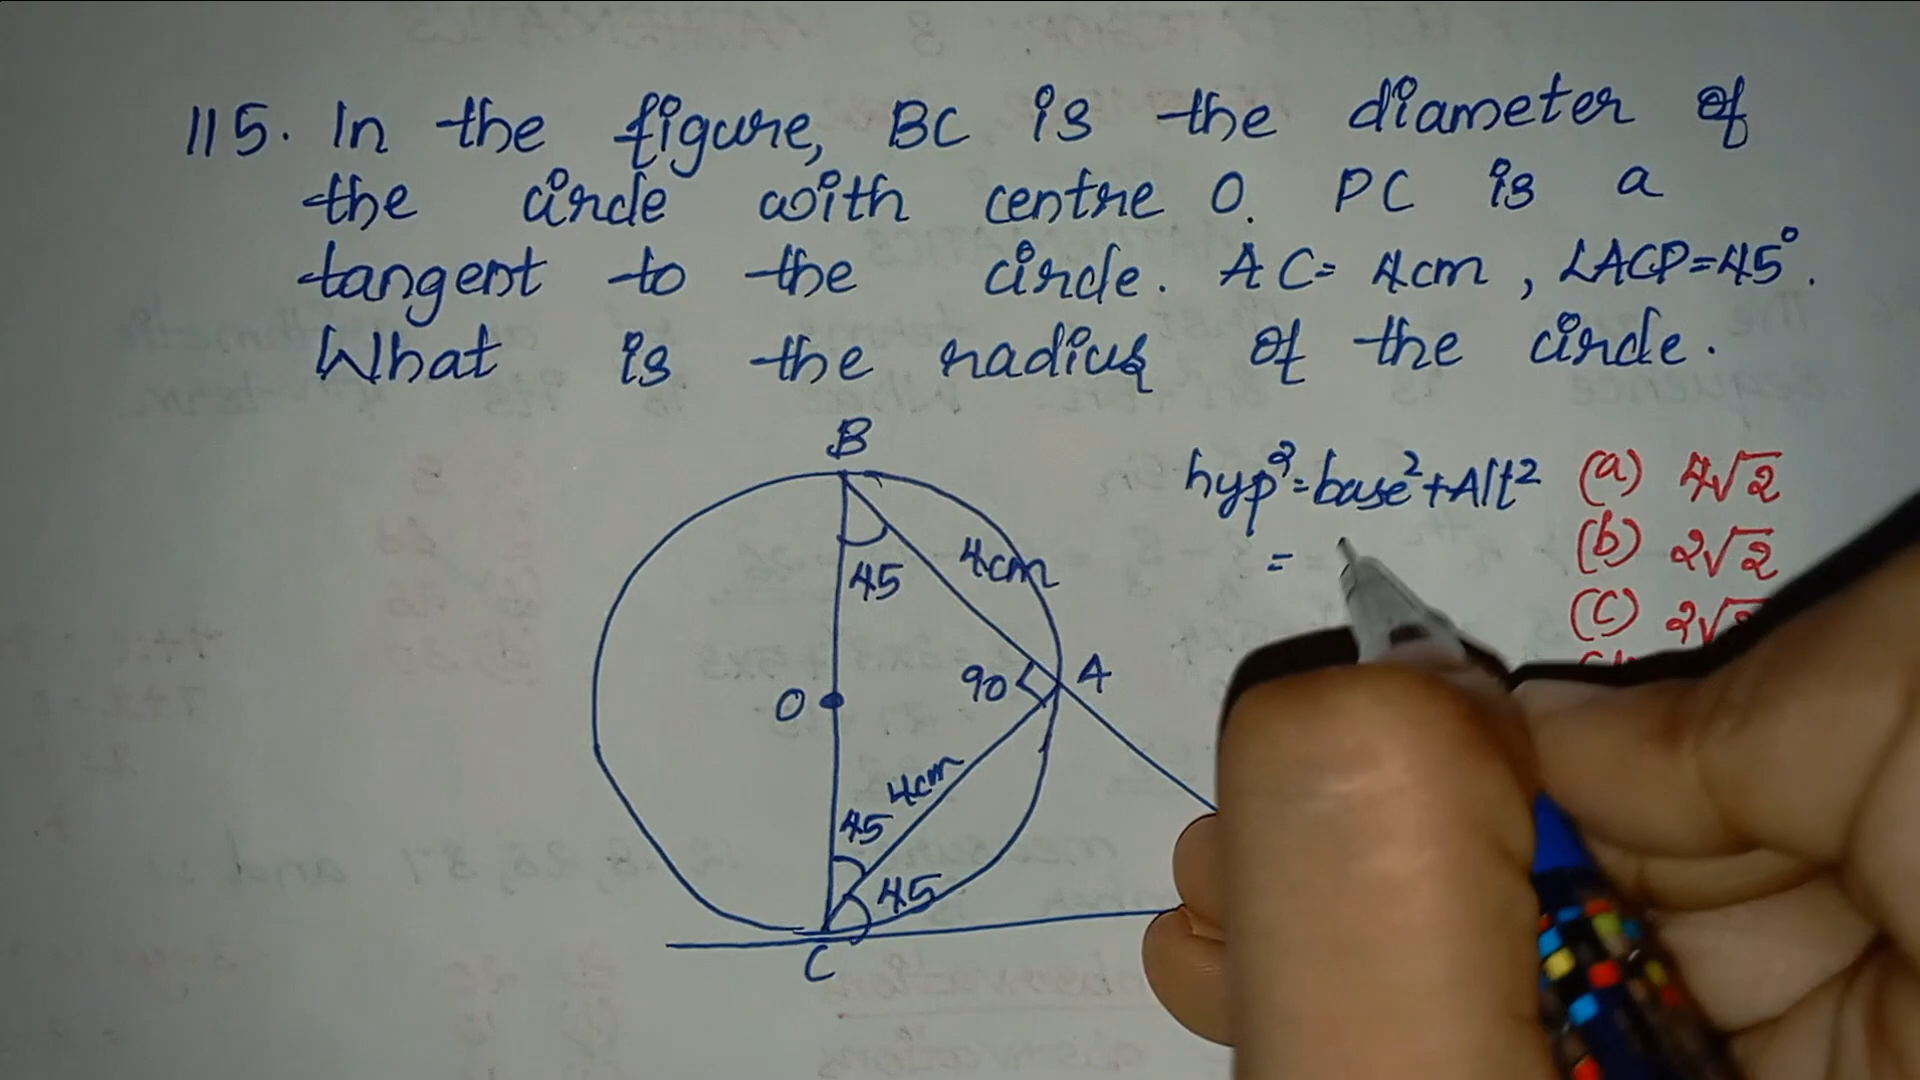 115. In the figure, BC is the diameter of
the circle with centre O. PC is a
tangent to the circle. AC= 4cm, ∠ACP=45°.
What is the radius of the circle.
B
hyp²=base²+Alt²
=
(a) 4√2
(b) 2√2
(c)
45
4cm
O
90
A
4cm
45
45
C